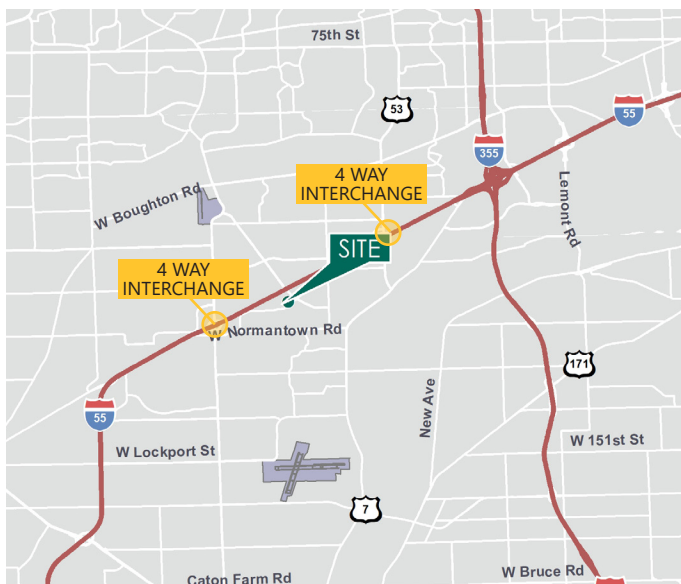 75th St
53
55
355
4 WAY
INTERCHANGE
Lemont Rd
W Boughton Rd
SITE
4 WAY
INTERCHANGE
W Normantown Rd
171
New Ave
55
W Lockport St
W 151st St
7
W Bruce Rd
Caton Farm Rd